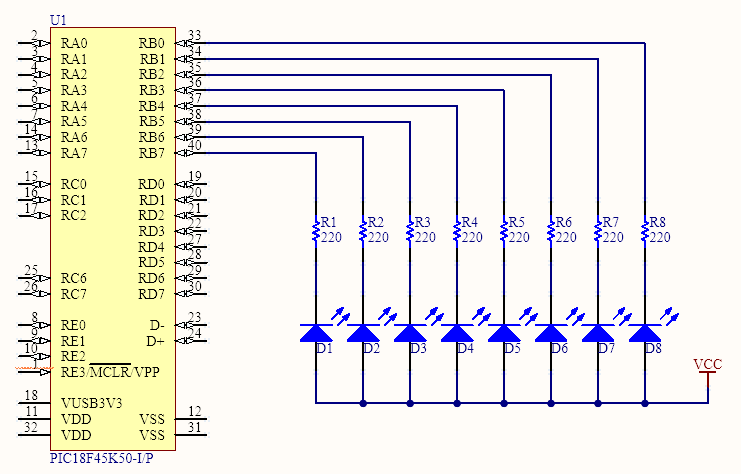 U1
2 RA0 RB0 33
3 RA1 RB1 34
4 RA2 RB2 35
5 RA3 RB3 36
6 RA4 RB4 37
7 RA5 RB5 38
14 RA6 RB6 39
13 RA7 RB7 40
15 RC0 RD0 19
16 RC1 RD1 20
17 RC2 RD2 21
RD3 22
RD4 27
RD5 28
25 RC6 RD6 29
26 RC7 RD7 30
8 RE0 D- 23
9 RE1 D+ 24
10 RE2
1 RE3/MCLR/VPP
18 VUSB3V3
11 VDD VSS 12
32 VDD VSS 31
PIC18F45K50-I/P
R1 R2 R3 R4 R5 R6 R7 R8
220 220 220 220 220 220 220 220
D1 D2 D3 D4 D5 D6 D7 D8
VCC